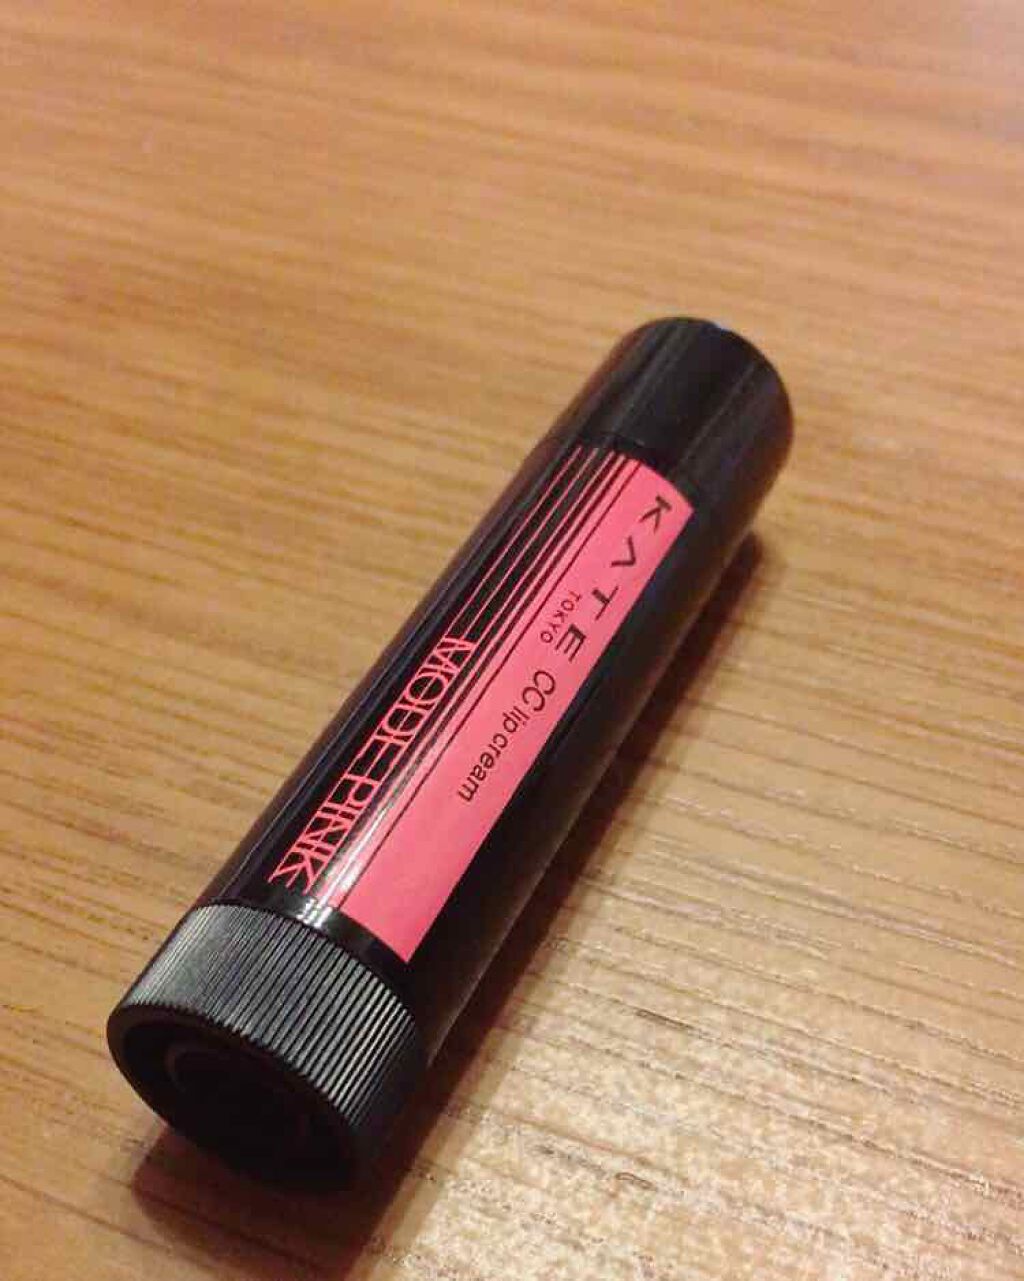 KATE
TOKYO
CC lip cream
MODE PINK